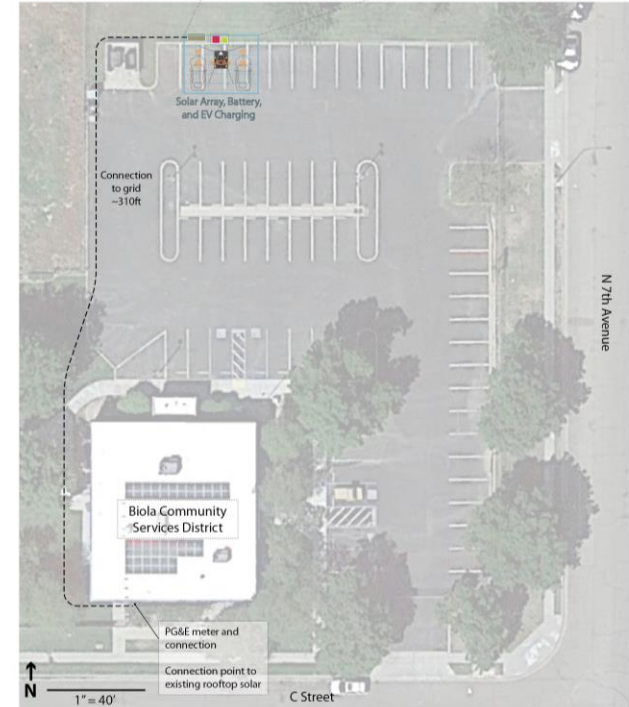 Solar Array, Battery,
and EV Charging
Connection
to grid
~310ft
N 7th Avenue
Biola Community
Services District
PG&E meter and
connection
Connection point to
existing rooftop solar
N
1"= 40'
C Street